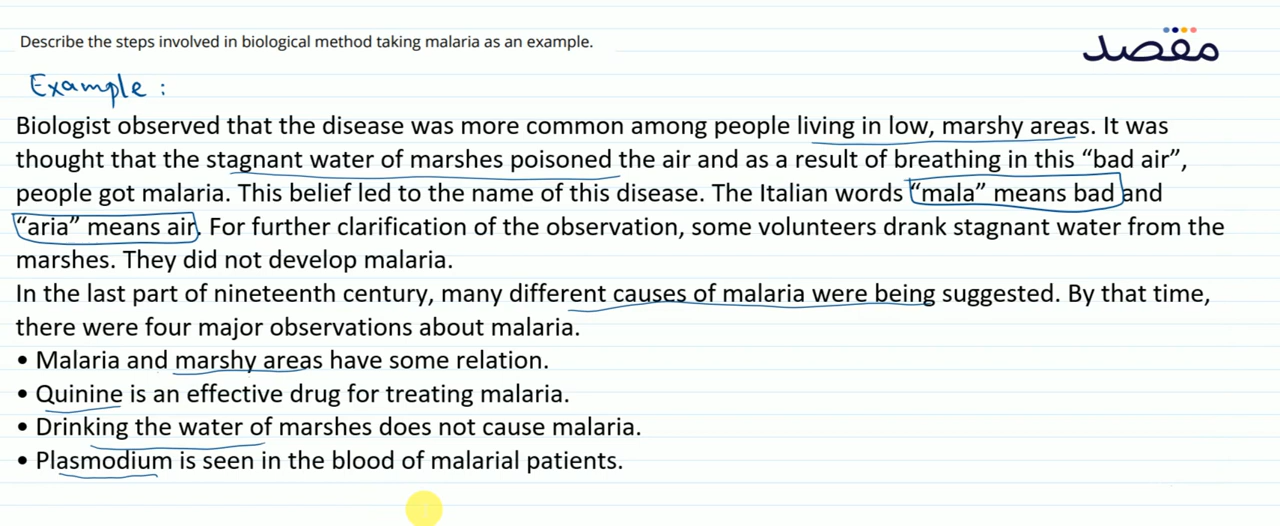 Describe the steps involved in biological method taking malaria as an example.
مقصد
Example :
Biologist observed that the disease was more common among people living in low, marshy areas. It was
thought that the stagnant water of marshes poisoned the air and as a result of breathing in this “bad air”,
people got malaria. This belief led to the name of this disease. The Italian words “mala” means bad and
“aria” means air. For further clarification of the observation, some volunteers drank stagnant water from the
marshes. They did not develop malaria.
In the last part of nineteenth century, many different causes of malaria were being suggested. By that time,
there were four major observations about malaria.
• Malaria and marshy areas have some relation.
• Quinine is an effective drug for treating malaria.
• Drinking the water of marshes does not cause malaria.
• Plasmodium is seen in the blood of malarial patients.